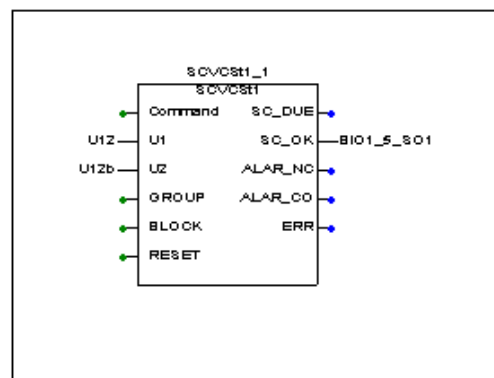 SCVCSt1_1
SCVCSt1
Command SC_DUE
U12 U1 SC_OK BIO1_5_SO1
U12b U2 ALAR_NC
GROUP ALAR_CO
BLOCK ERR
RESET